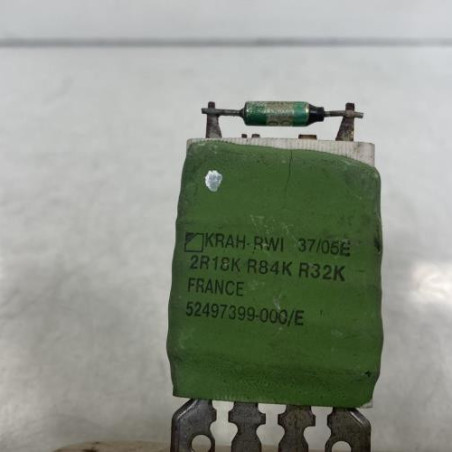 KRAH-RWI 37/05E
2R18K R84K R32K
FRANCE
52497399-000/E